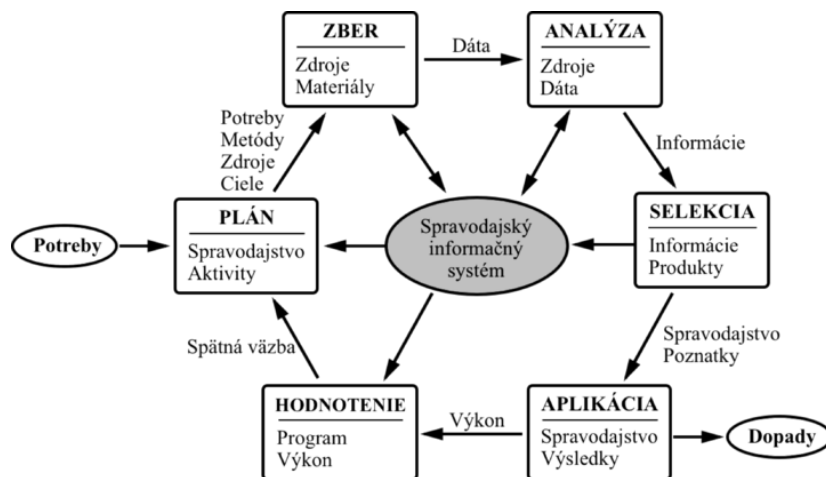 ZBER
Zdroje
Materiály
Dáta
ANALÝZA
Zdroje
Dáta
Potreby
Metódy
Zdroje
Ciele
Informácie
Potreby
PLÁN
Spravodajstvo
Aktivity
Spravodajský
informačný
systém
SELEKCIA
Informácie
Produkty
Spätná väzba
Spravodajstvo
Poznatky
HODNOTENIE
Program
Výkon
Výkon
APLIKÁCIA
Spravodajstvo
Výsledky
Dopady